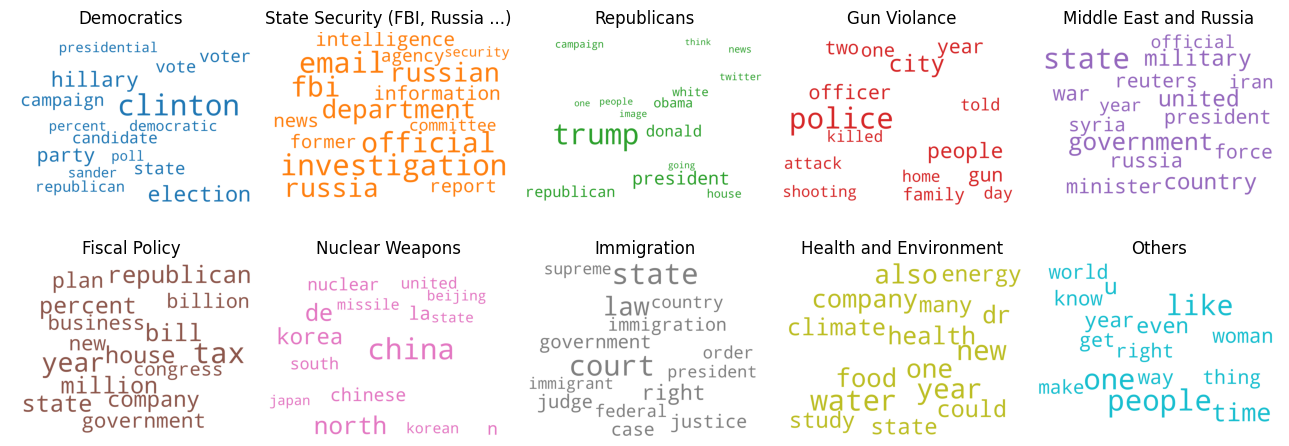 Democratics
presidential
voter
vote
hillary
campaign
clinton
percent democratic
candidate
party poll
sander state
republican
election
State Security (FBI, Russia ...)
intelligence
email agency security
russian
fbi information
department
news committee
former official
investigation
russia report
Republicans
campaign think news
twitter
white
one people obama
image
trump donald
going
president
republican house
Gun Violence
two one year
city
officer
told
police
killed
people
attack
home gun
shooting family day
Middle East and Russia
official
state military
reuters iran
war year united
syria president
government force
russia
minister country
Fiscal Policy
plan republican
percent billion
business bill
new
year house tax
congress
million
state company
government
Nuclear Weapons
nuclear united
missile beijing
de la state
korea
china
south
japan chinese
north korean n
Immigration
supreme state
law country
immigration
government
order
court president
immigrant right
judge federal
case justice
Health and Environment
also energy
company many dr
climate health
new
food one
water year
could
study state
Others
world u
know like
year even
get right woman
make one way thing
people time